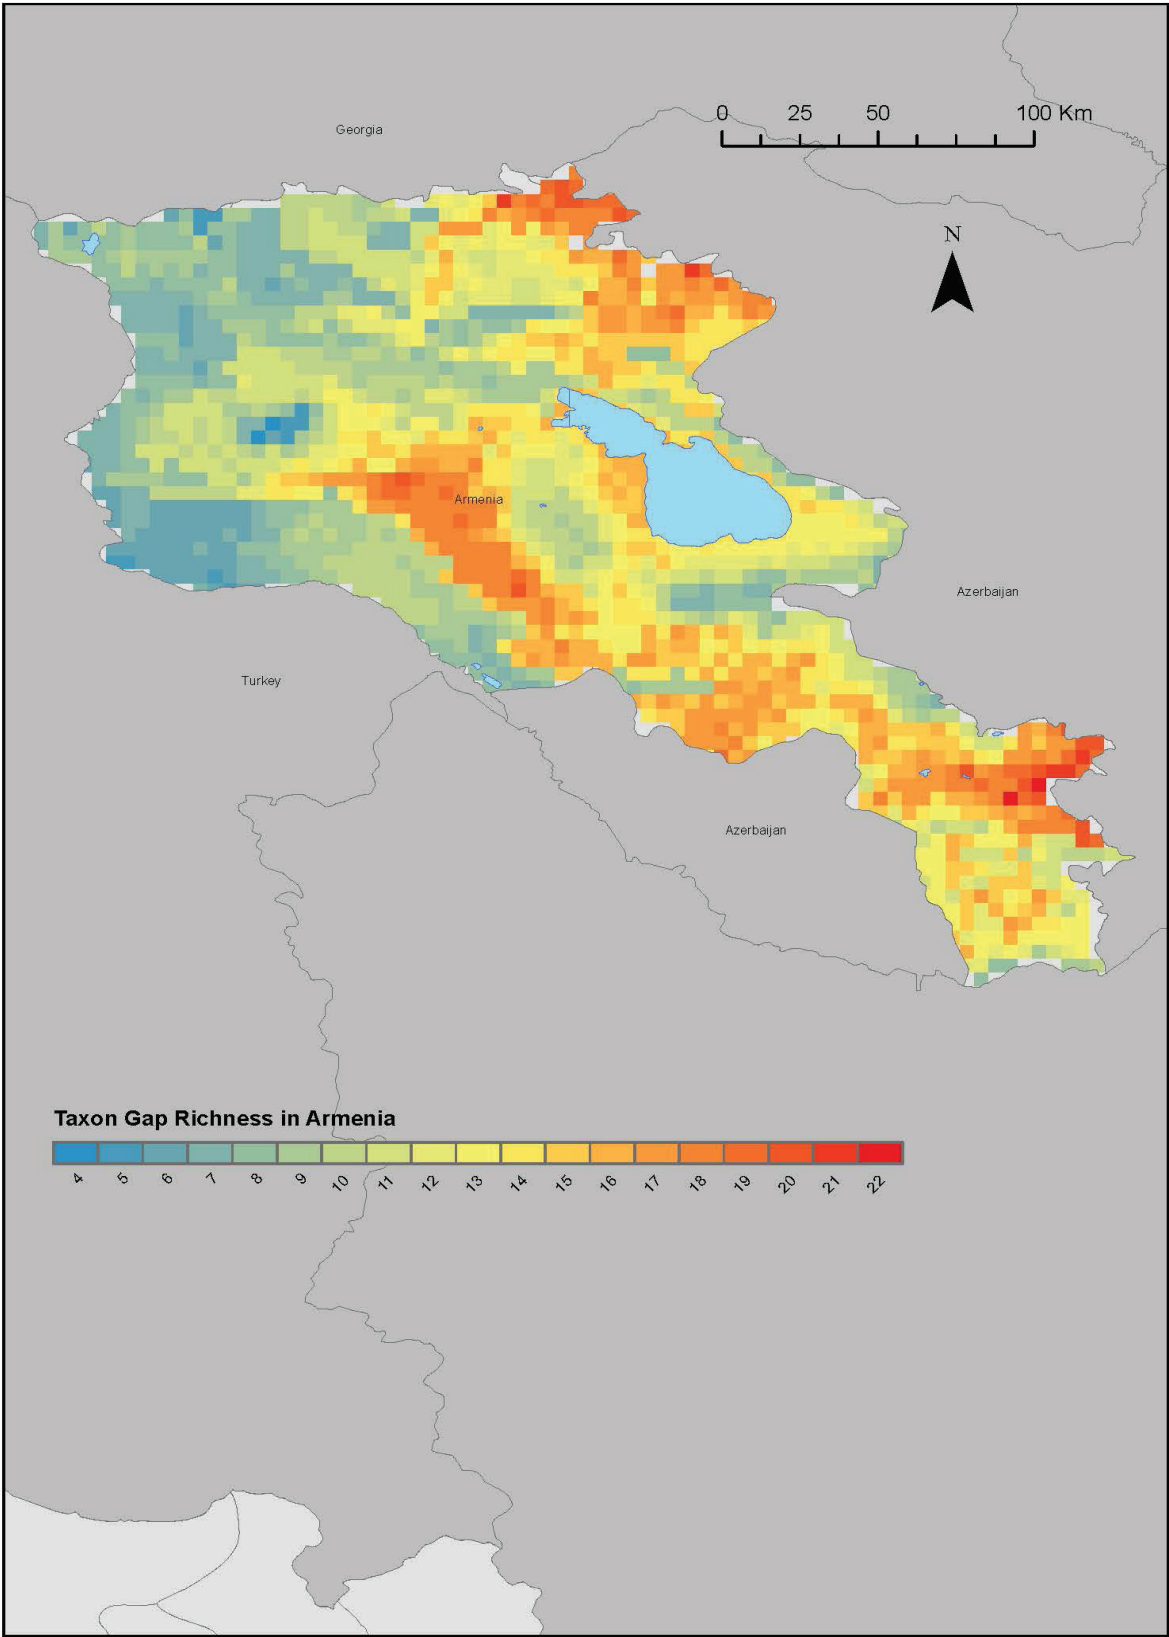 0 25 50 100 Km
Georgia
N
Armenia
Azerbaijan
Turkey
Azerbaijan
Taxon Gap Richness in Armenia
4 5 6 7 8 9 10 11 12 13 14 15 16 17 18 19 20 21 22